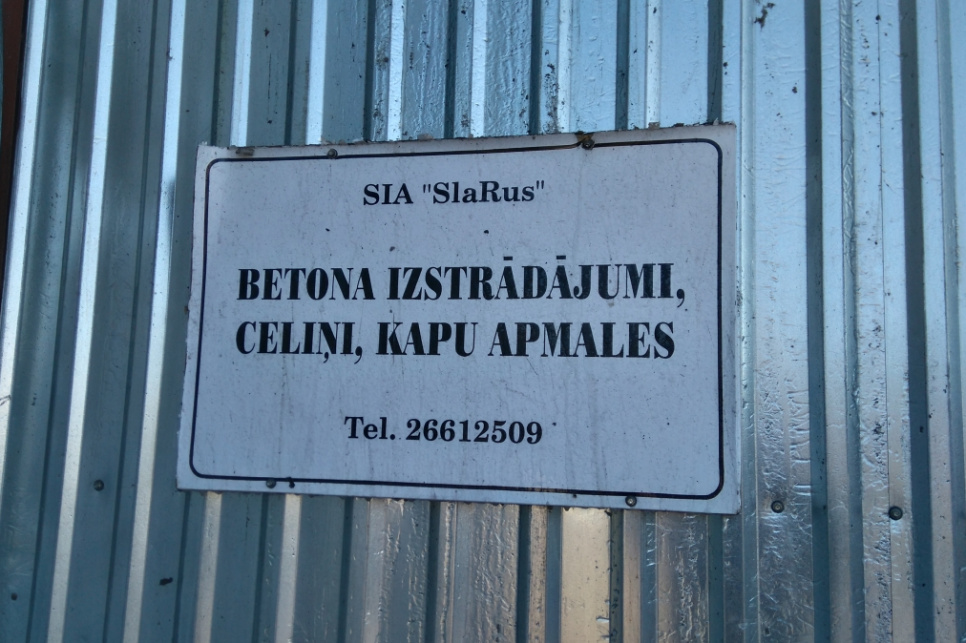 SIA "SlaRus"
BETONA IZSTRĀDĀJUMI,
CELIŅI, KAPU APMALES
Tel. 26612509